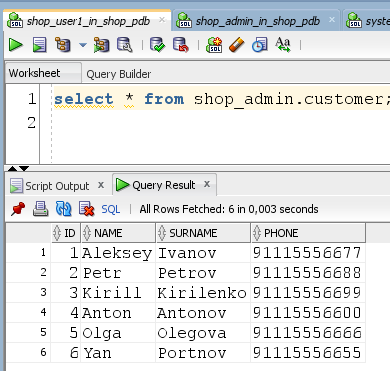 shop_user1_in_shop_pdb shop_admin_in_shop_pdb syste
Aa
Worksheet Query Builder
1 select * from shop_admin.customer;
2
Script Output x Query Result x
SQL All Rows Fetched: 6 in 0,003 seconds
ID NAME SURNAME PHONE
1 1 Aleksey Ivanov 91115556677
2 2 Petr Petrov 91115556688
3 3 Kirill Kirilenko 91115556699
4 4 Anton Antonov 91115556600
5 5 Olga Olegova 91115556666
6 6 Yan Portnov 91115556655